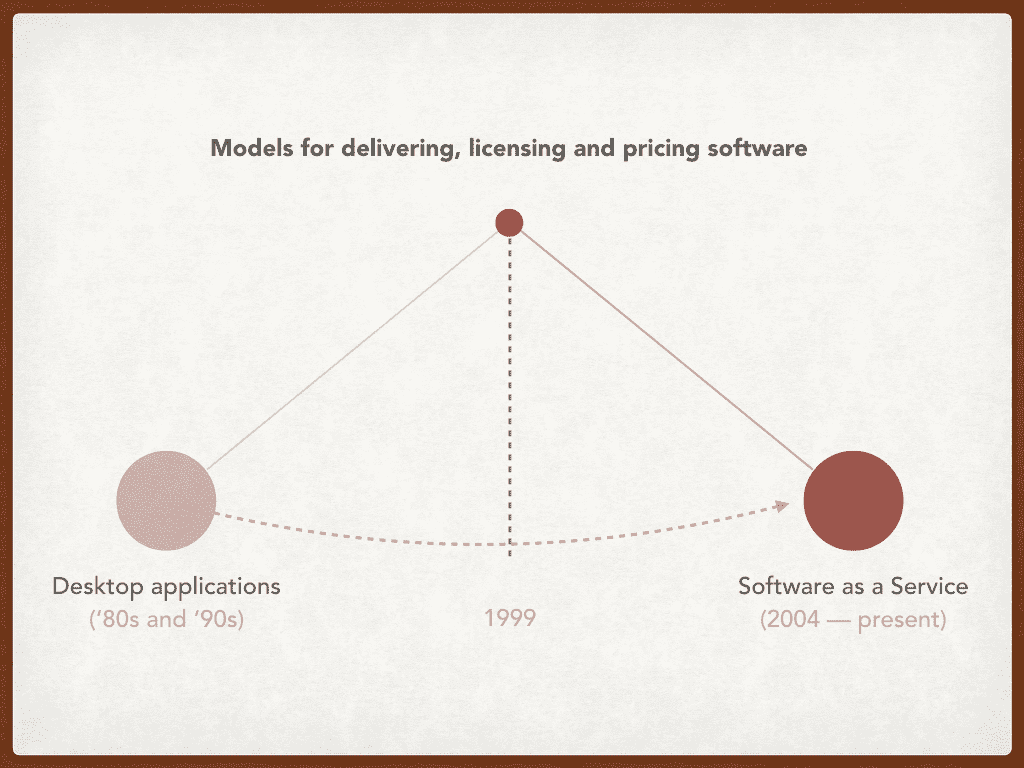 Models for delivering, licensing and pricing software
Desktop applications
(‘80s and ’90s)
1999
Software as a Service
(2004 — present)